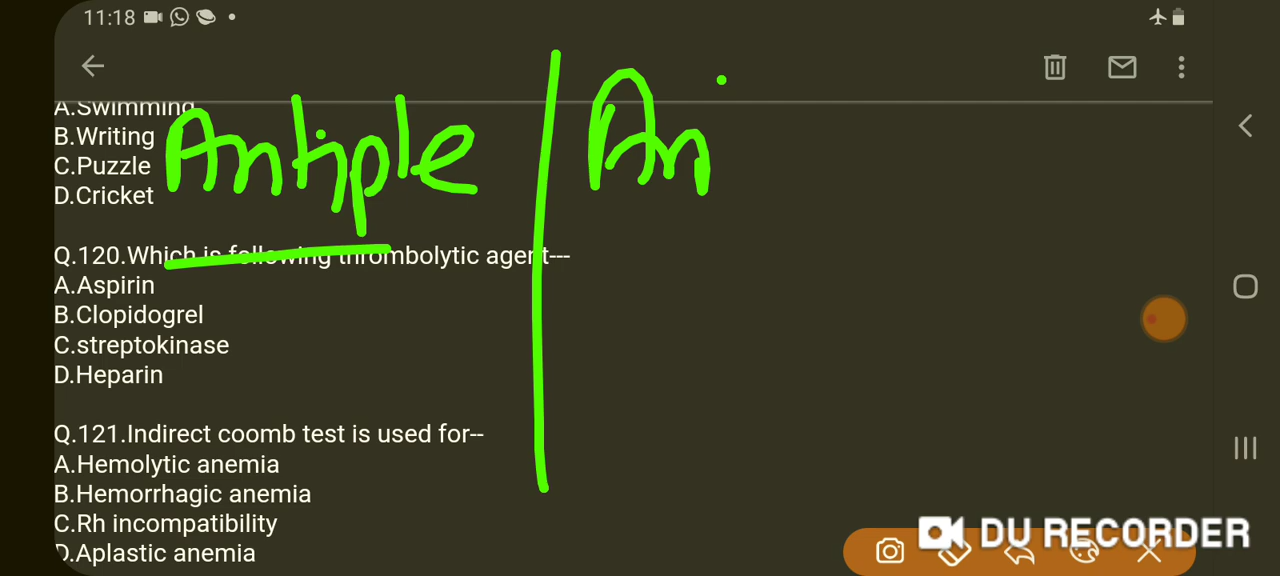 11:18
A.Swimming
B.Writing
C.Puzzle
D.Cricket
Antiple
An
Q.120.Which is following thrombolytic agent---
A.Aspirin
B.Clopidogrel
C.streptokinase
D.Heparin
Q.121.Indirect coomb test is used for--
A.Hemolytic anemia
B.Hemorrhagic anemia
C.Rh incompatibility
D.Aplastic anemia
DU RECORDER